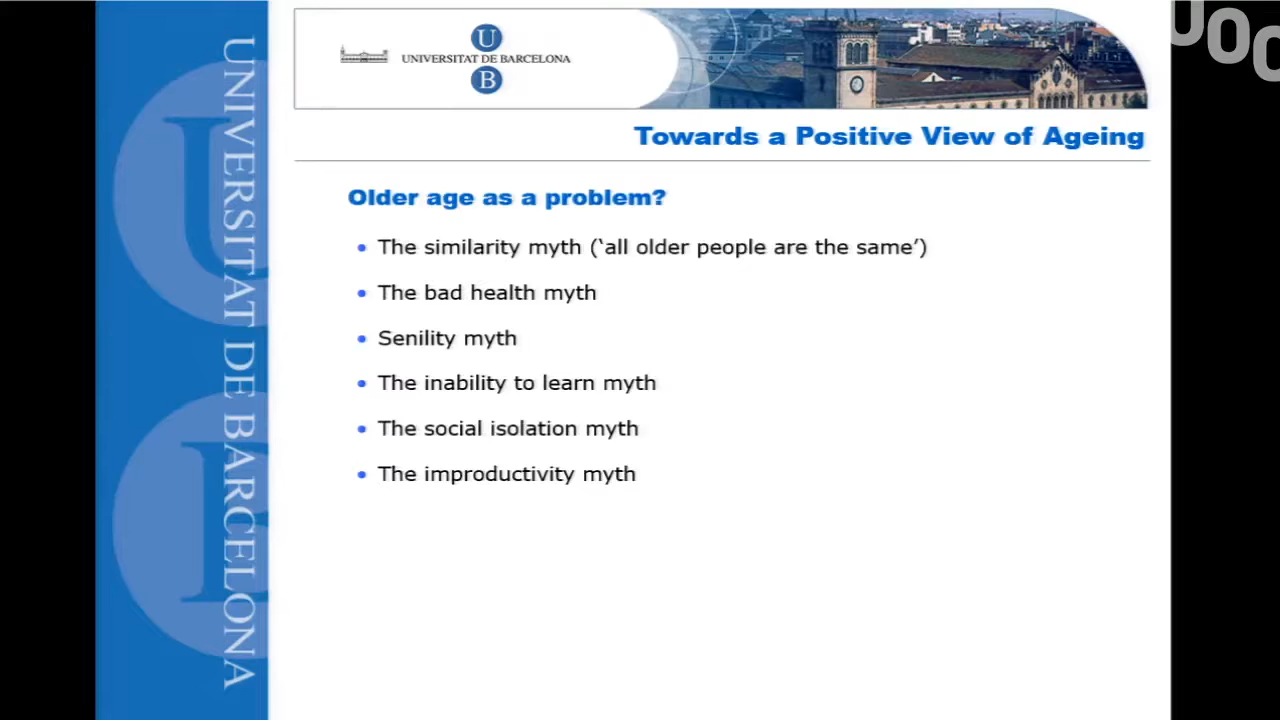 UNIVERSITAT DE BARCELONA
U
UNIVERSITAT DE BARCELONA
B
UOC
Towards a Positive View of Ageing
Older age as a problem?
• The similarity myth (‘all older people are the same’)
• The bad health myth
• Senility myth
• The inability to learn myth
• The social isolation myth
• The improductivity myth
U
B